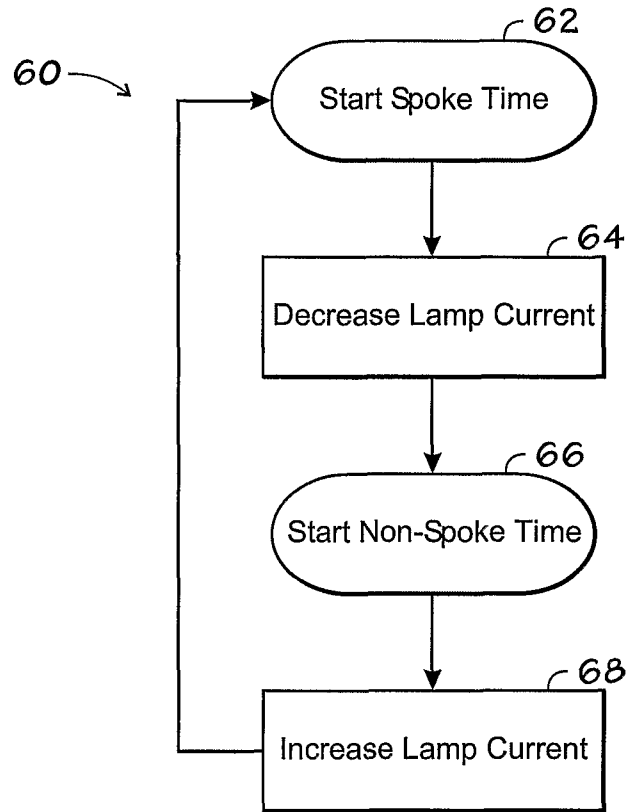 62
60
Start Spoke Time
64
Decrease Lamp Current
66
Start Non-Spoke Time
68
Increase Lamp Current